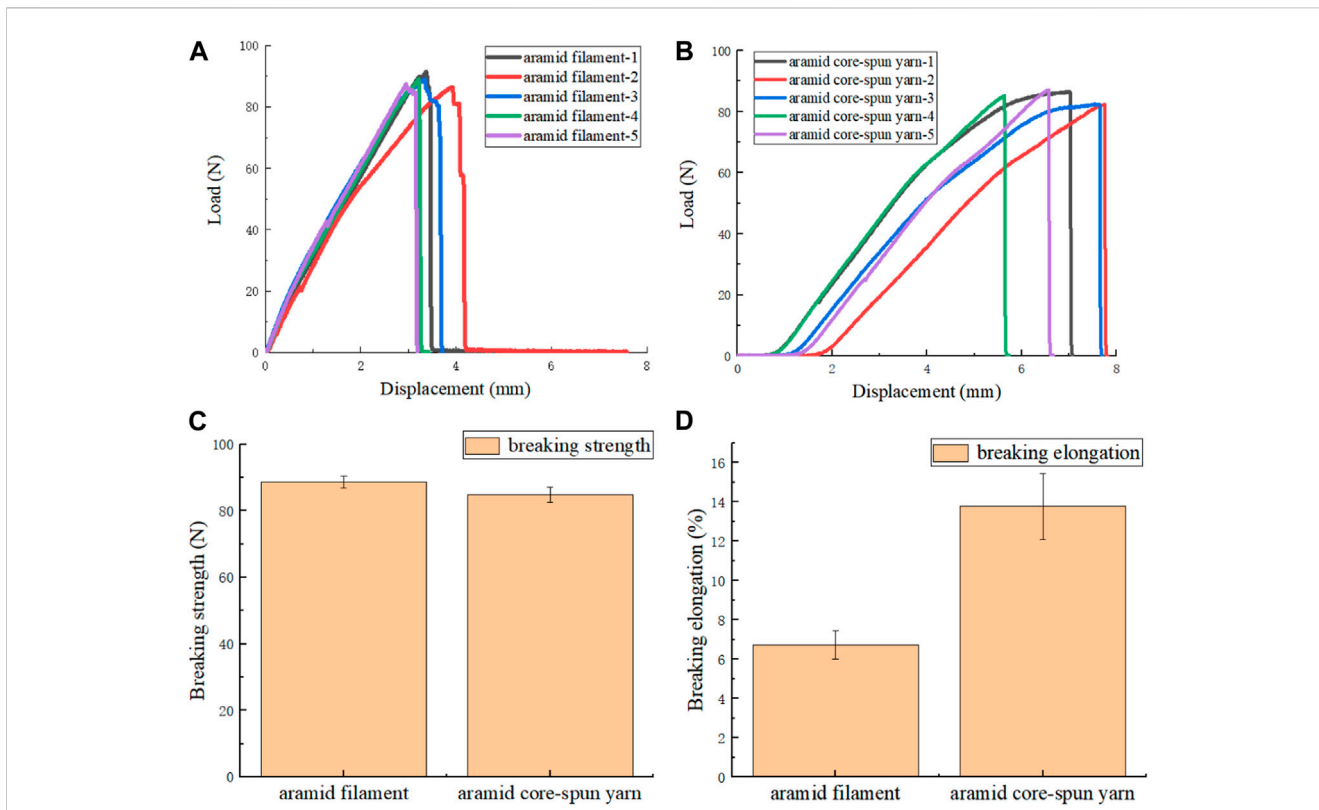 A
100
80
60
40
20
0
Load (N)
0
2
4
6
8
Displacement (mm)
aramid filament-1
aramid filament-2
aramid filament-3
aramid filament-4
aramid filament-5
B
100
80
60
40
20
0
Load (N)
0
2
4
6
8
Displacement (mm)
aramid core-spun yarn-1
aramid core-spun yarn-2
aramid core-spun yarn-3
aramid core-spun yarn-4
aramid core-spun yarn-5
C
100
80
60
40
20
0
Breaking strength (N)
breaking strength
aramid filament
aramid core-spun yarn
D
16
14
12
10
8
6
4
2
0
Breaking elongation (%)
breaking elongation
aramid filament
aramid core-spun yarn